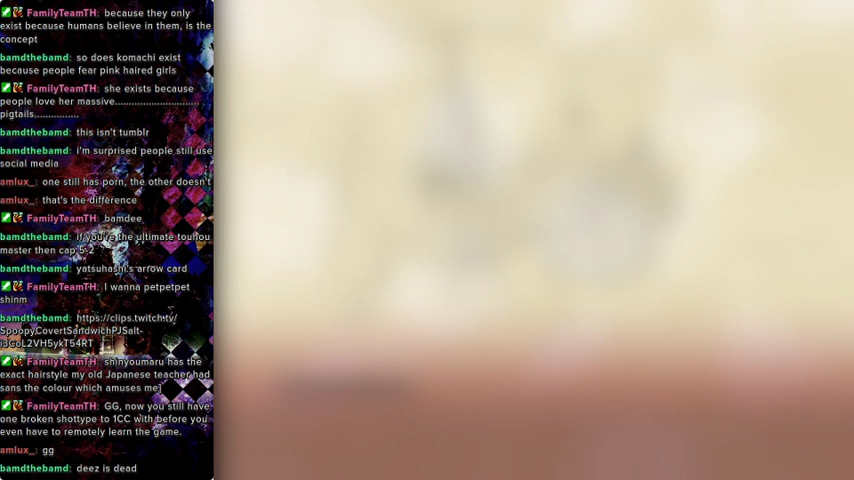 FamilyTeamTH: because they only
exist because humans believe in them, is the
concept
bamdthebamd: so does komachi exist
because people fear pink haired girls
FamilyTeamTH: she exists because
people love her massive..............................
pigtails...............
bamdthebamd: this isn't tumblr
bamdthebamd: i'm surprised people still use
social media
amlux_: one still has porn, the other doesn't
amlux_: that's the difference
FamilyTeamTH: bamdee
bamdthebamd: if you're the ultimate touhou
master then cap 5-2
bamdthebamd: yatsuhashi's arrow card
FamilyTeamTH: I wanna petpetpet
shinm
bamdthebamd: https://clips.twitch.tv/
SpoopyCovertSandwichPJSalt-
i3CoL2VH5ykT54RT
FamilyTeamTH: shinyoumaru has the
exact hairstyle my old Japanese teacher had
sans the colour which amuses me]
FamilyTeamTH: GG, now you still have
one broken shottype to 1CC with before you
even have to remotely learn the game.
amlux_: gg
bamdthebamd: deez is dead